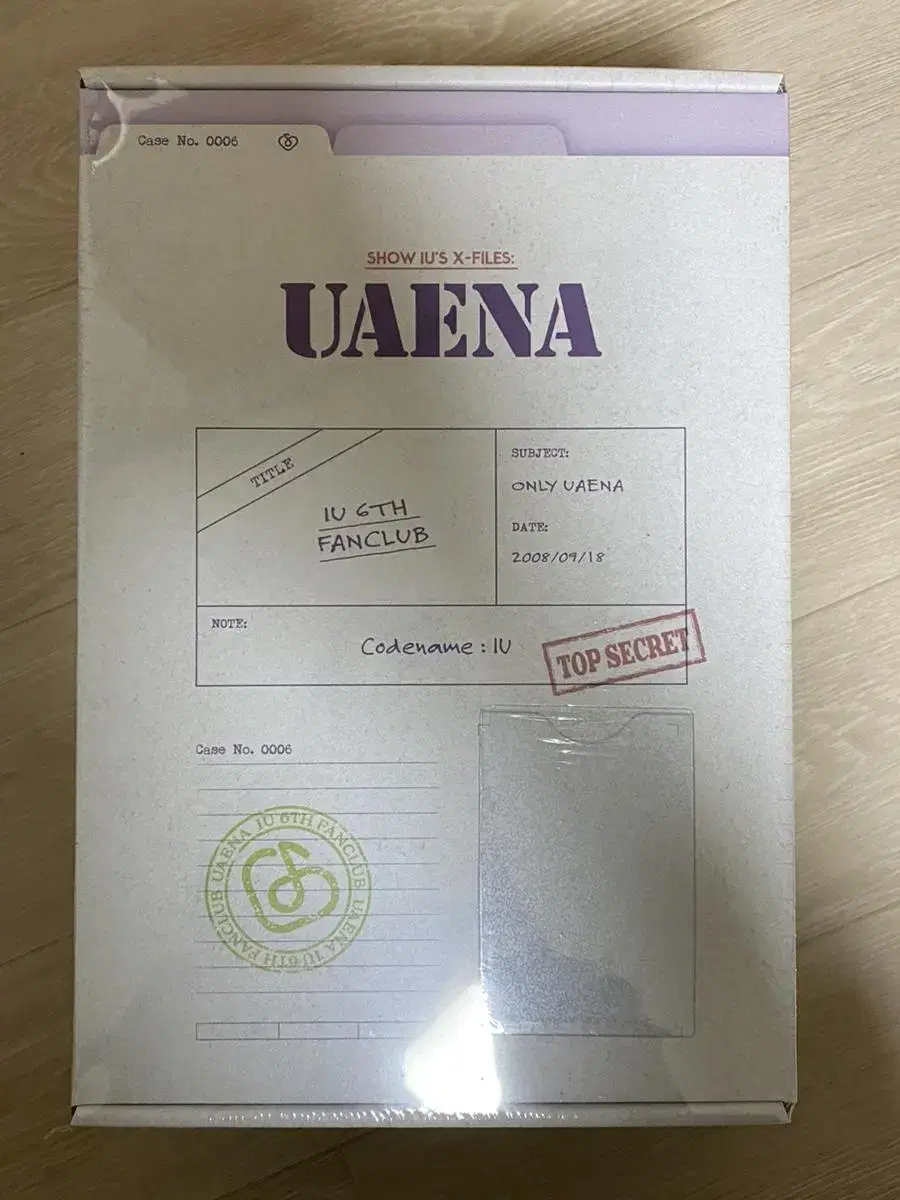 Case No. 0006
SHOW IU'S X-FILES:
UAENA
TITLE
IU 6TH
FANCLUB
SUBJECT:
ONLY UAENA
DATE:
2008/09/18
NOTE:
Codename : IU
TOP SECRET
Case No. 0006
UAENA IU 6TH FANCLUB UAENA IU 6TH FANCLUB